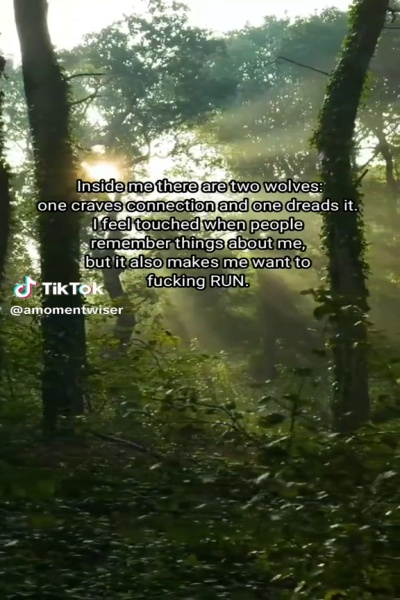 Inside me there are two wolves:
one craves connection and one dreads it.
I feel touched when people
remember things about me,
but it also makes me want to
fucking RUN.
TikTok
@amomentwiser